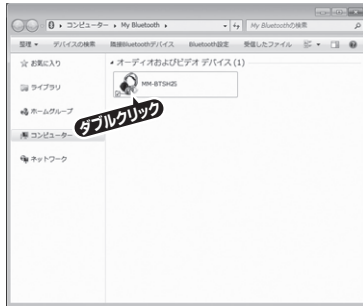 コンピューター ▸ My Bluetooth ▸
My Bluetoothの検索
整理 ▼ デバイスの検索 隣接Bluetoothデバイス Bluetooth設定 受信したファイル
お気に入り
オーディオおよびビデオ デバイス (1)
MM-BTSH25
ダブルクリック
ライブラリ
ホームグループ
コンピューター
ネットワーク